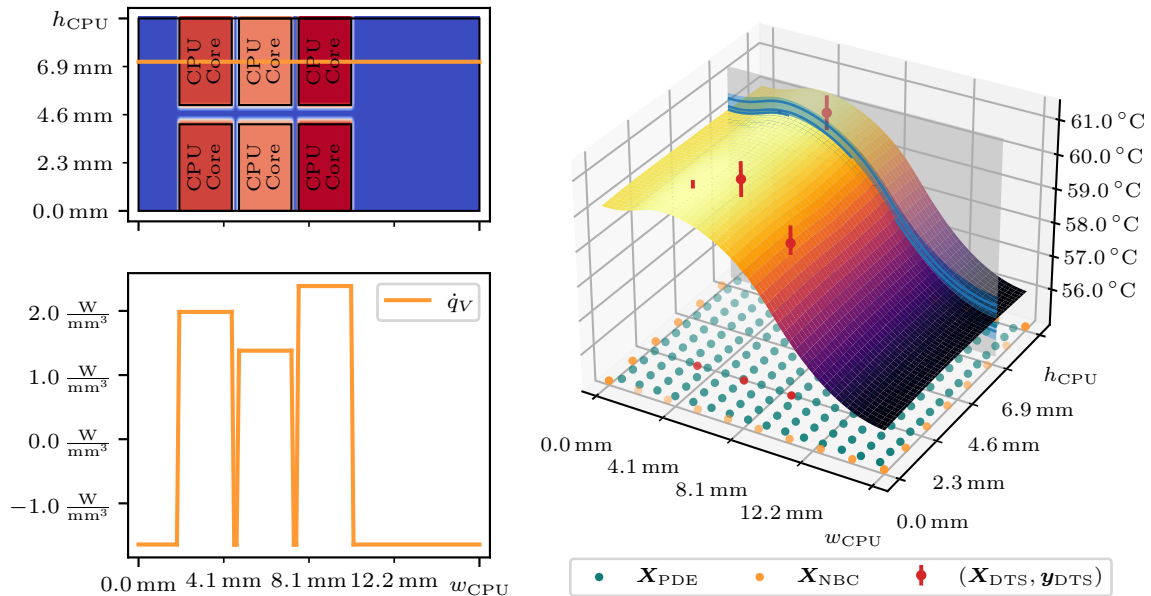 h_CPU
6.9 mm
4.6 mm
2.3 mm
0.0 mm
CPU Core
CPU Core
CPU Core
CPU Core
CPU Core
CPU Core
2.0 W/mm³
1.0 W/mm³
0.0 W/mm³
−1.0 W/mm³
q̇_V
0.0 mm 4.1 mm 8.1 mm 12.2 mm w_CPU
61.0 °C
60.0 °C
59.0 °C
58.0 °C
57.0 °C
56.0 °C
h_CPU
6.9 mm
4.6 mm
2.3 mm
0.0 mm
0.0 mm
4.1 mm
8.1 mm
12.2 mm
w_CPU
X_PDE X_NBC (X_DTS, y_DTS)